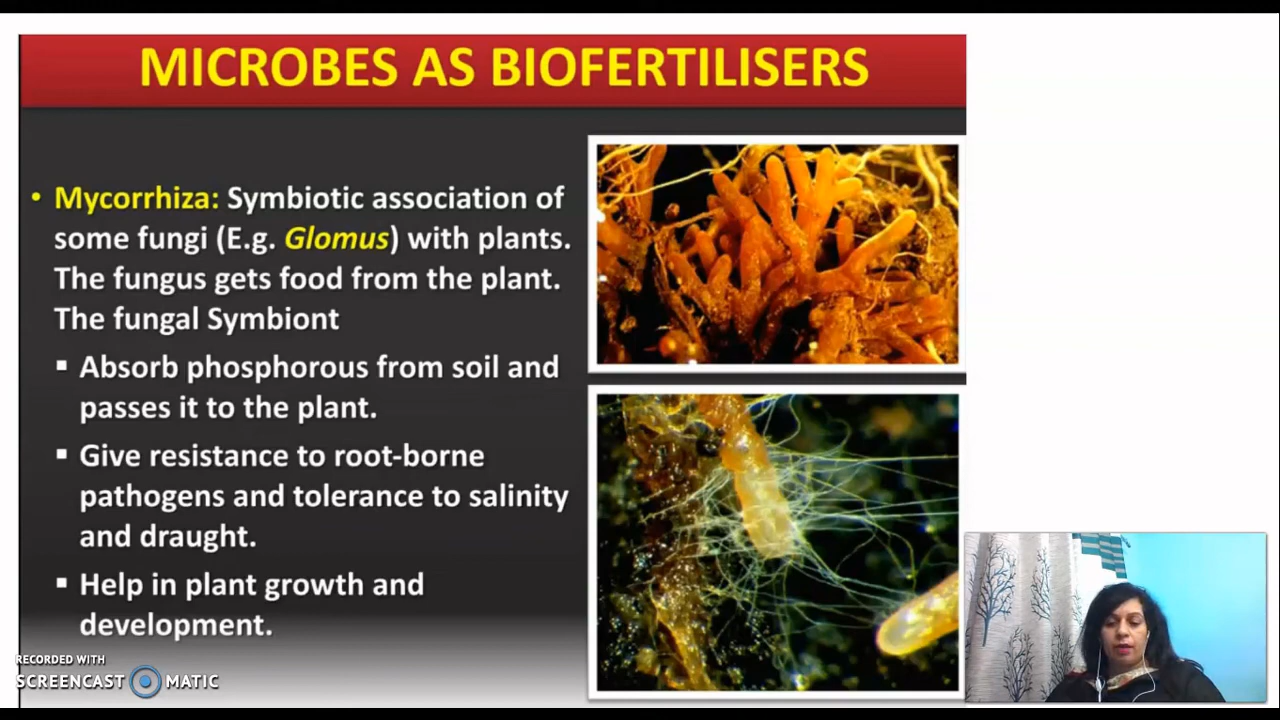 MICROBES AS BIOFERTILISERS
• Mycorrhiza: Symbiotic association of
some fungi (E.g. Glomus) with plants.
The fungus gets food from the plant.
The fungal Symbiont
▪ Absorb phosphorous from soil and
passes it to the plant.
▪ Give resistance to root-borne
pathogens and tolerance to salinity
and draught.
▪ Help in plant growth and
development.
RECORDED WITH
SCREENCAST MATIC